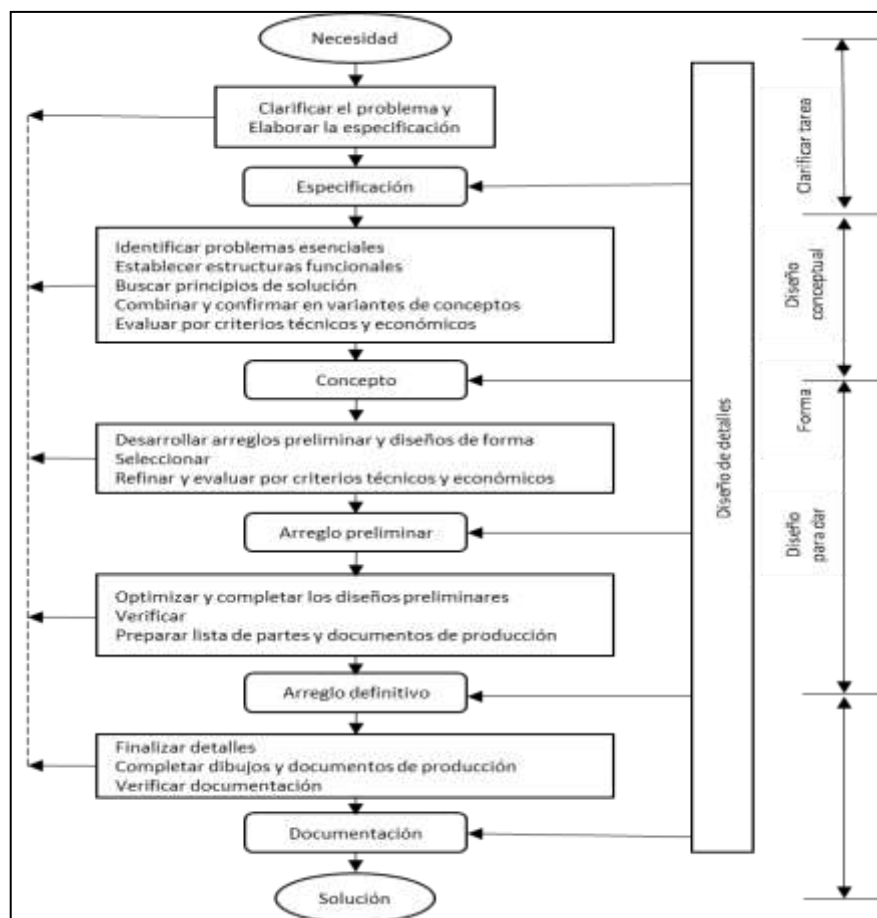 Necesidad
Clarificar el problema y
Elaborar la especificación
Especificación
Identificar problemas esenciales
Establecer estructuras funcionales
Buscar principios de solución
Combinar y confirmar en variantes de conceptos
Evaluar por criterios técnicos y económicos
Concepto
Desarrollar arreglos preliminar y diseños de forma
Seleccionar
Refinar y evaluar por criterios técnicos y económicos
Arreglo preliminar
Optimizar y completar los diseños preliminares
Verificar
Preparar lista de partes y documentos de producción
Arreglo definitivo
Finalizar detalles
Completar dibujos y documentos de producción
Verificar documentación
Documentación
Solución
Diseño de detalles
Clarificar tarea
Diseño
conceptual
Forma
Diseño
para dar